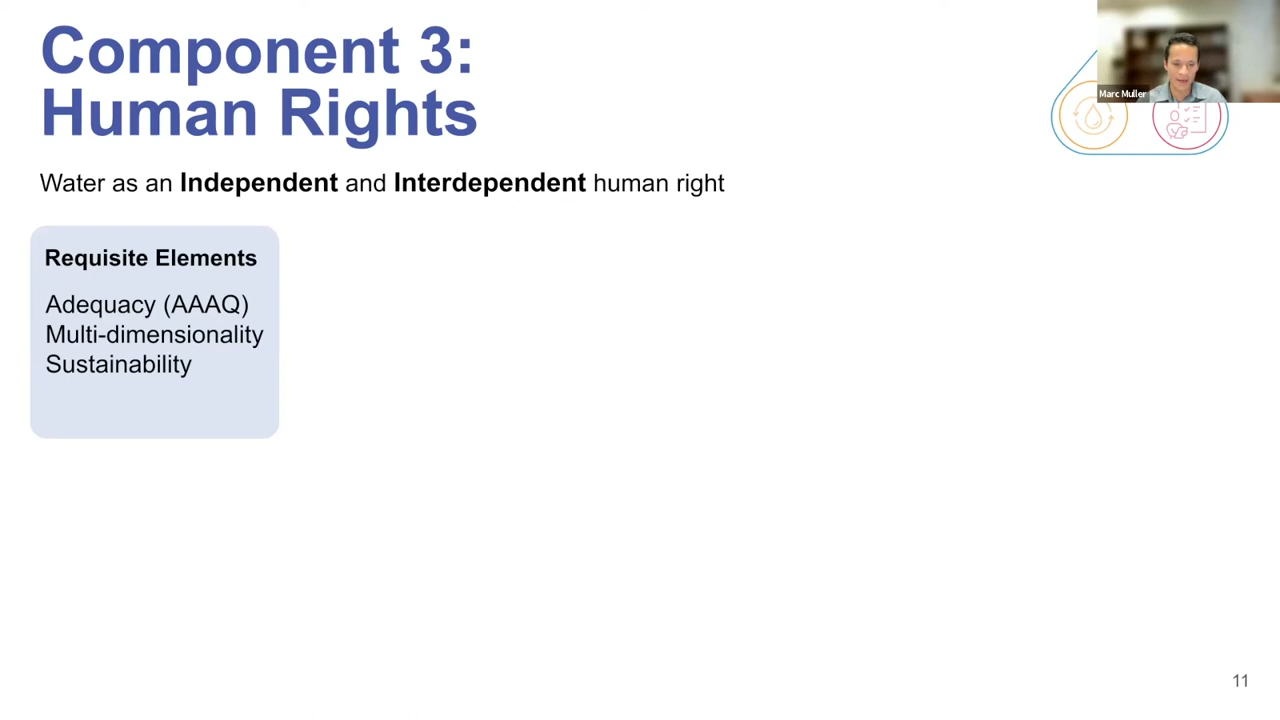 Component 3:
Human Rights
Marc Muller
Water as an Independent and Interdependent human right
Requisite Elements
Adequacy (AAAQ)
Multi-dimensionality
Sustainability
11